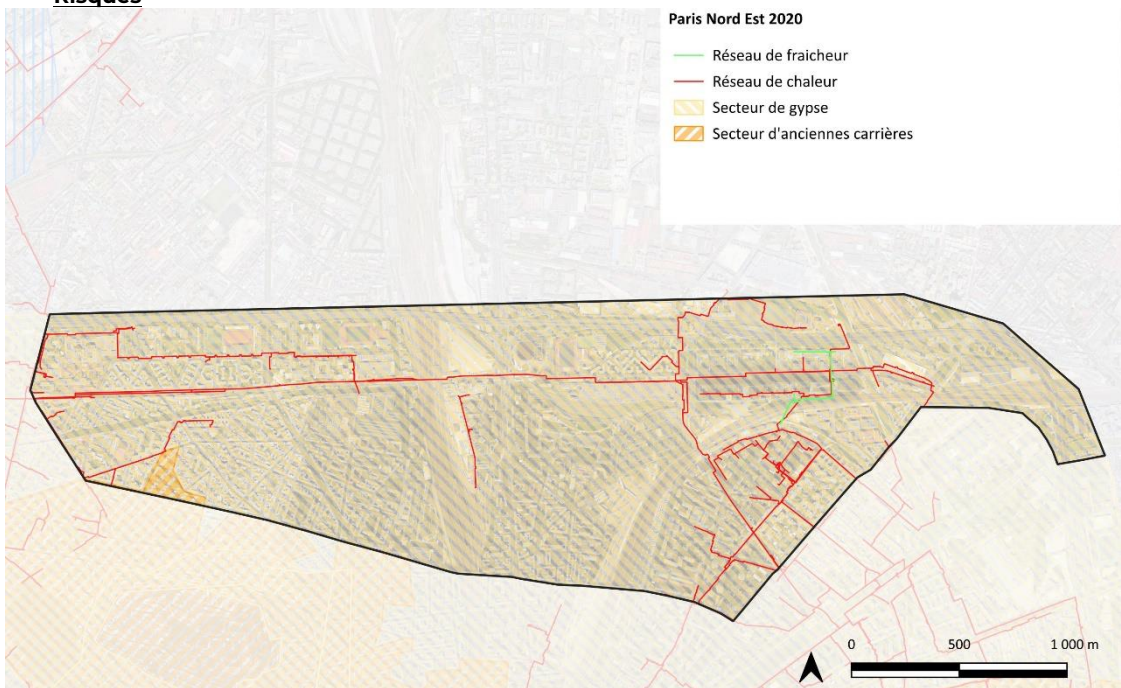 Risques
Paris Nord Est 2020
Réseau de fraicheur
Réseau de chaleur
Secteur de gypse
Secteur d'anciennes carrières
0 500 1 000 m